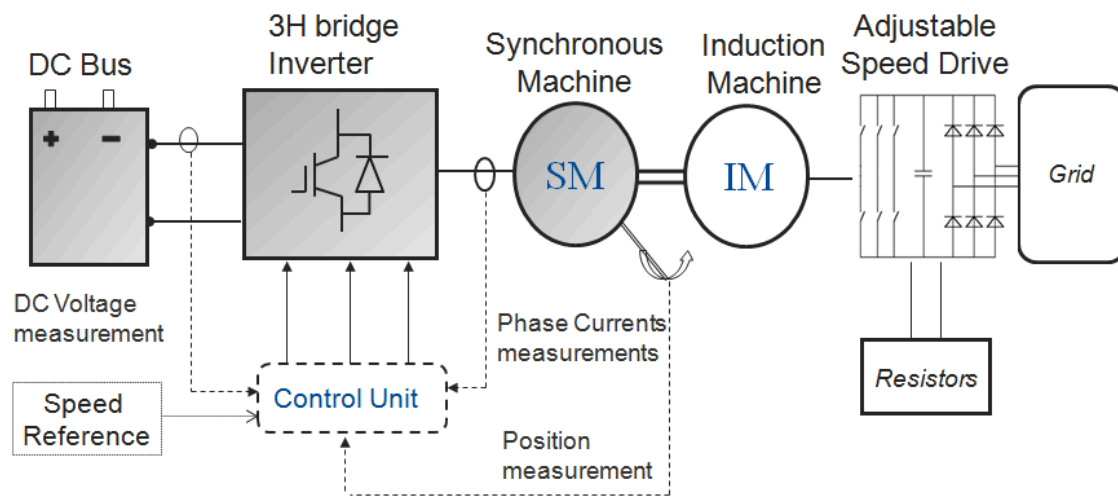 DC Bus
3H bridge
Inverter
Synchronous
Machine
Induction
Machine
Adjustable
Speed Drive
+ −
SM
IM
Grid
DC Voltage
measurement
Phase Currents
measurements
Resistors
Control Unit
Speed
Reference
Position
measurement